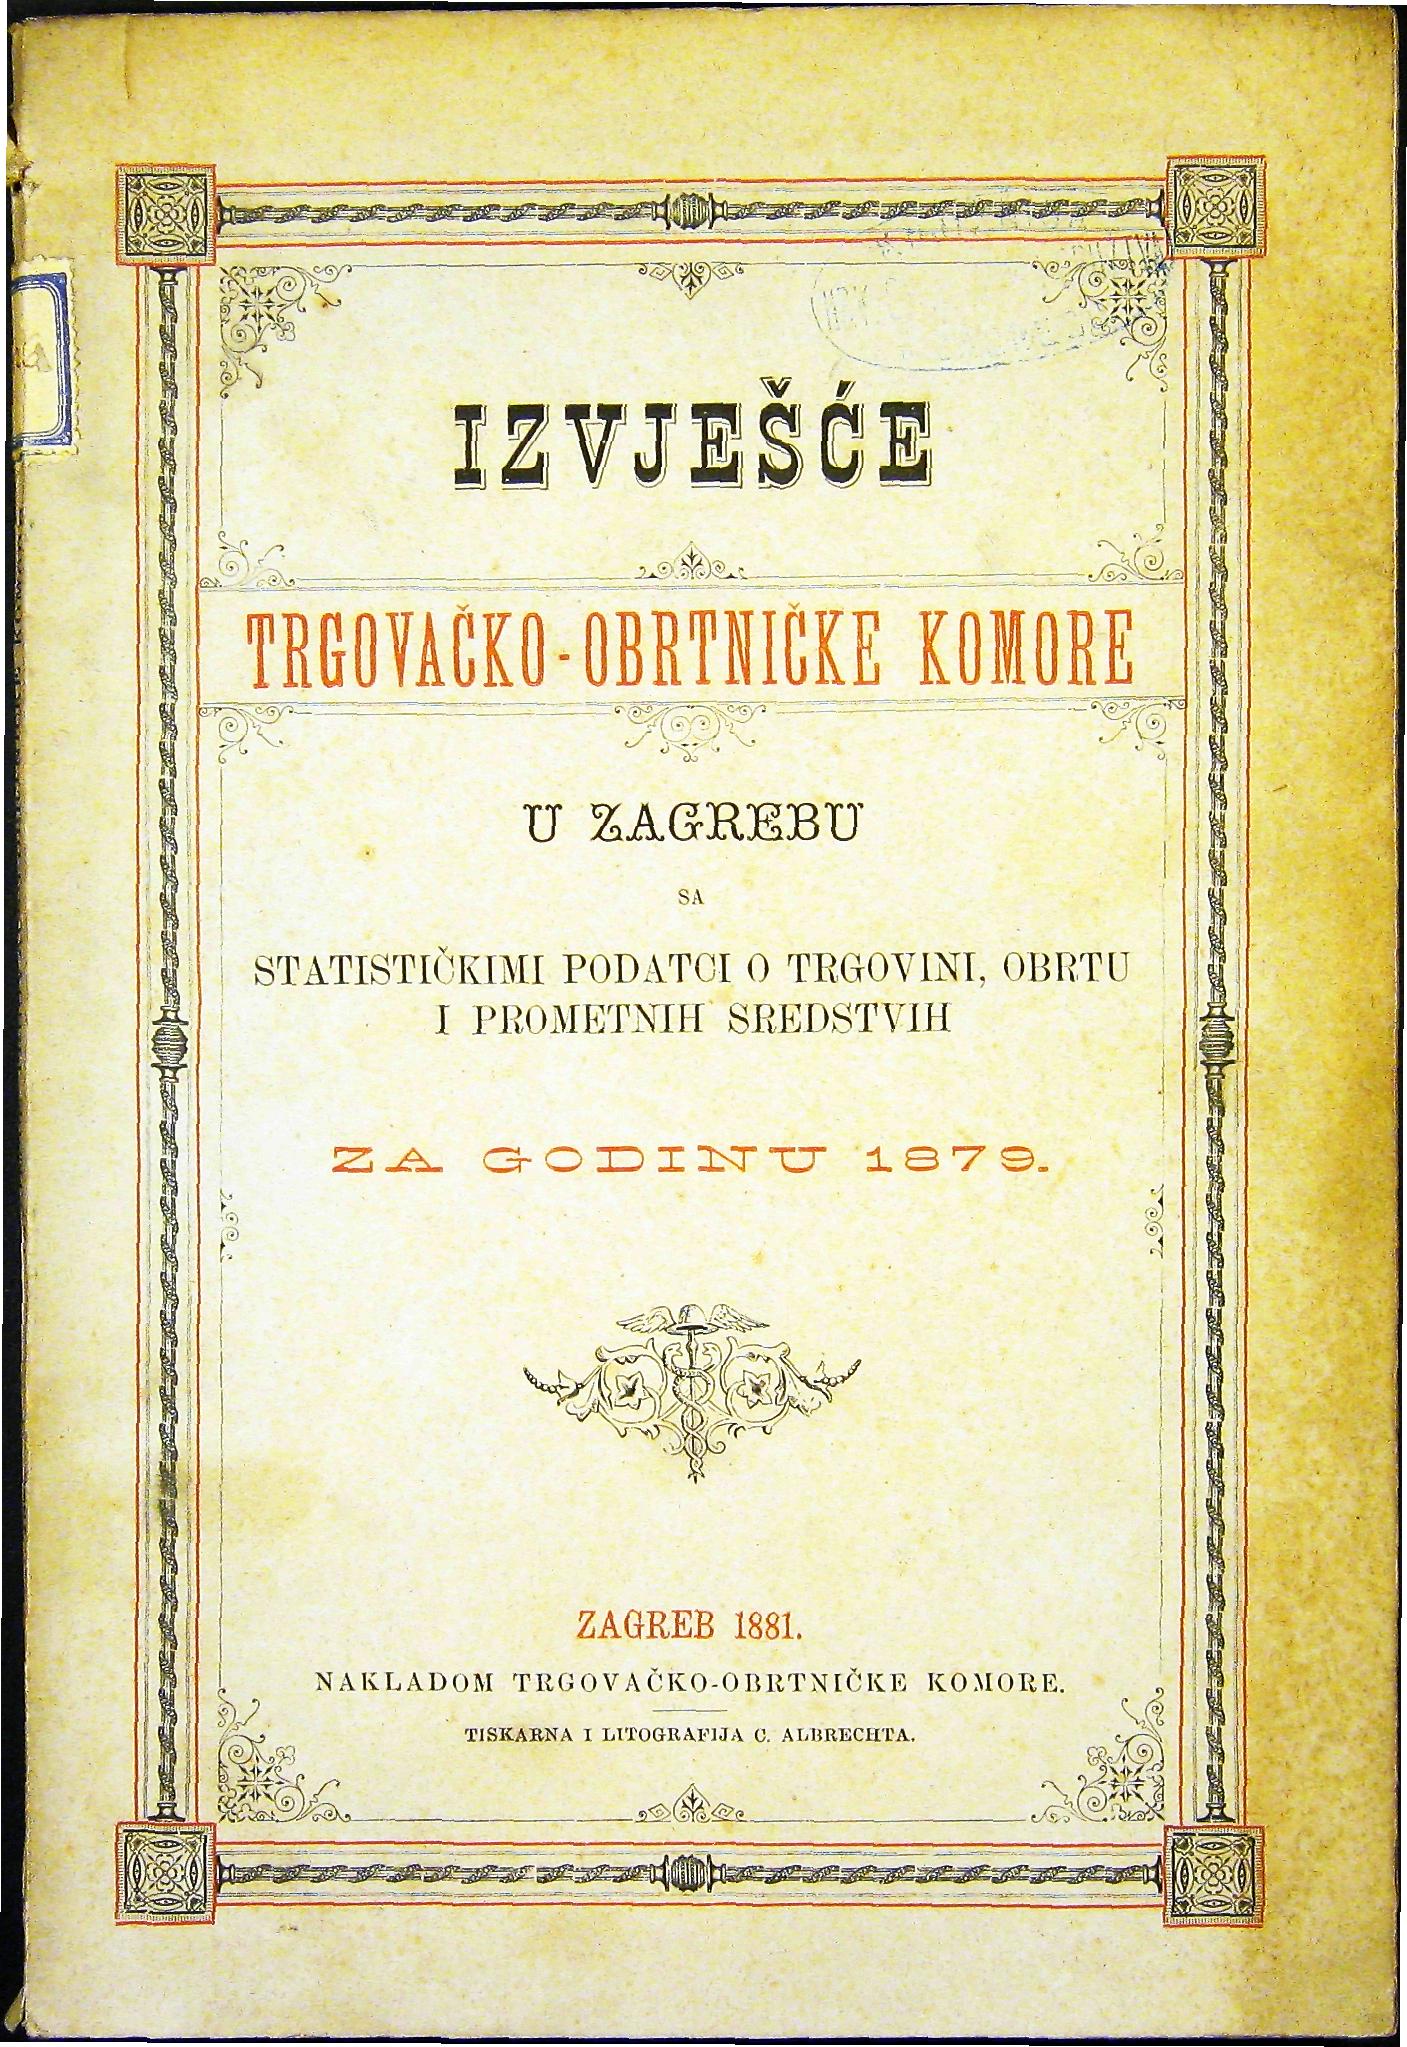 IZVJEŠĆE
TRGOVAČKO-OBRTNIČKE KOMORE
U ZAGREBU
SA
STATISTIČKIMI PODATCI O TRGOVINI, OBRTU
I PROMETNIH SREDSTVIH
ZA GODINU 1879.
ZAGREB 1881.
NAKLADOM TRGOVAČKO-OBRTNIČKE KOMORE.
TISKARNA I LITOGRAFIJA C. ALBRECHTA.